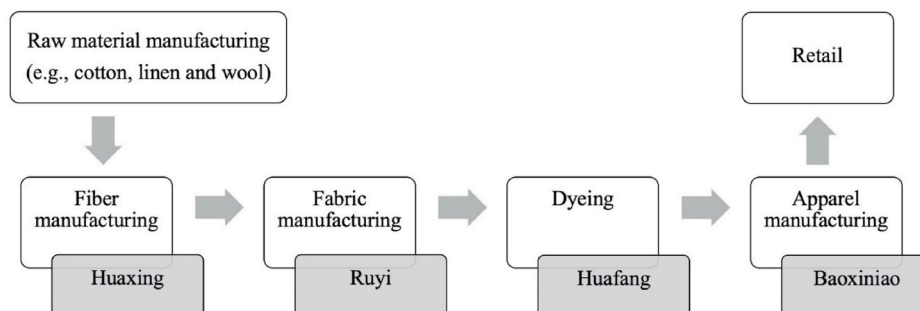 Raw material manufacturing
(e.g., cotton, linen and wool)
Retail
Fiber
manufacturing
Fabric
manufacturing
Dyeing
Apparel
manufacturing
Huaxing
Ruyi
Huafang
Baoxiniao